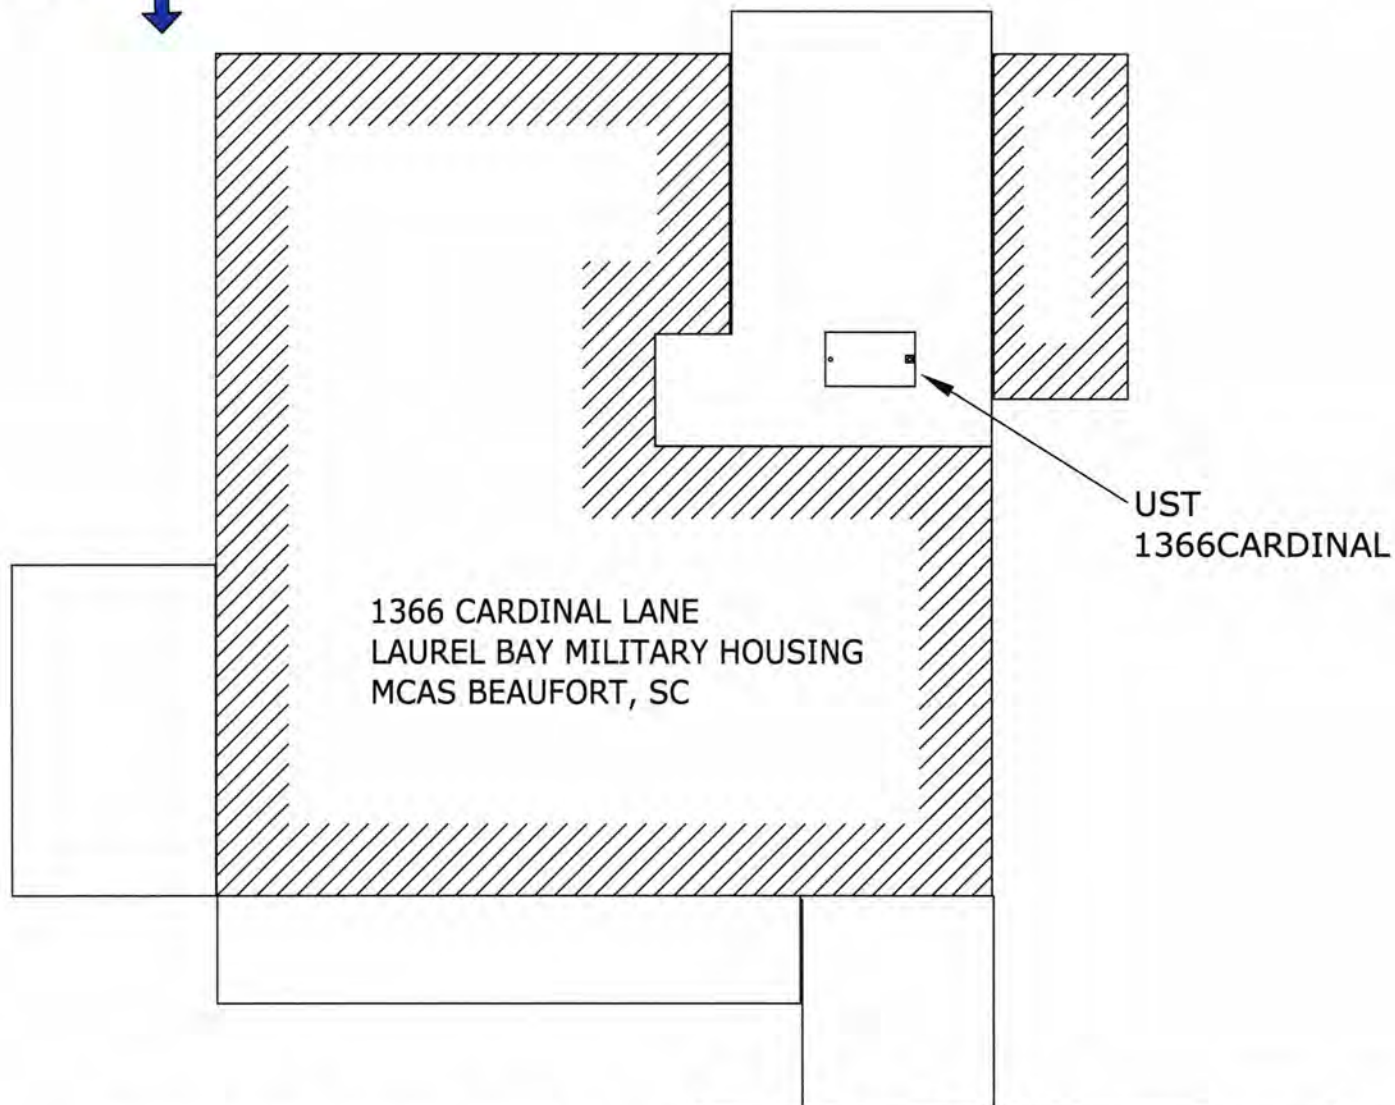 UST
1366CARDINAL
1366 CARDINAL LANE
LAUREL BAY MILITARY HOUSING
MCAS BEAUFORT, SC